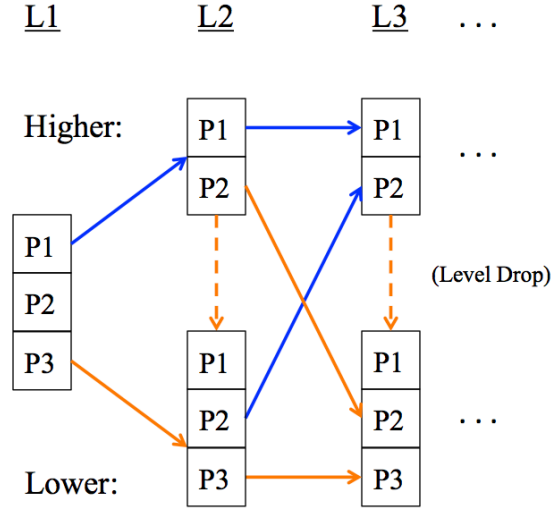 L1 L2 L3 . . .
Higher:
P1 P1 . . .
P2 P2
P1
P2
P3
(Level Drop)
P1 P1
P2 P2 . . .
P3 P3
Lower: